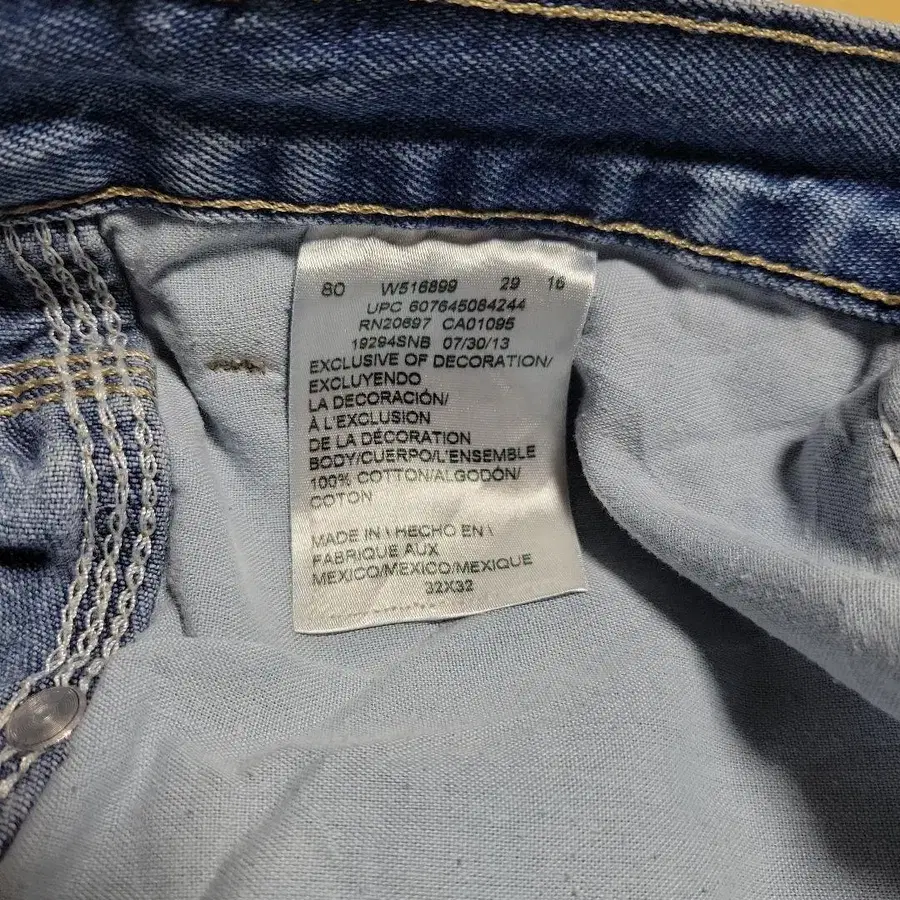 80 W516899 29 16
UPC 607645084244
RN20697 CA01095
19294SNB 07/30/13
EXCLUSIVE OF DECORATION/
EXCLUYENDO
LA DECORACIÓN/
À L'EXCLUSION
DE LA DÉCORATION
BODY/CUERPO/L'ENSEMBLE
100% COTTON/ALGODÓN/
COTON
MADE IN \ HECHO EN \
FABRIQUE AUX
MEXICO/MEXICO/MEXIQUE
32X32